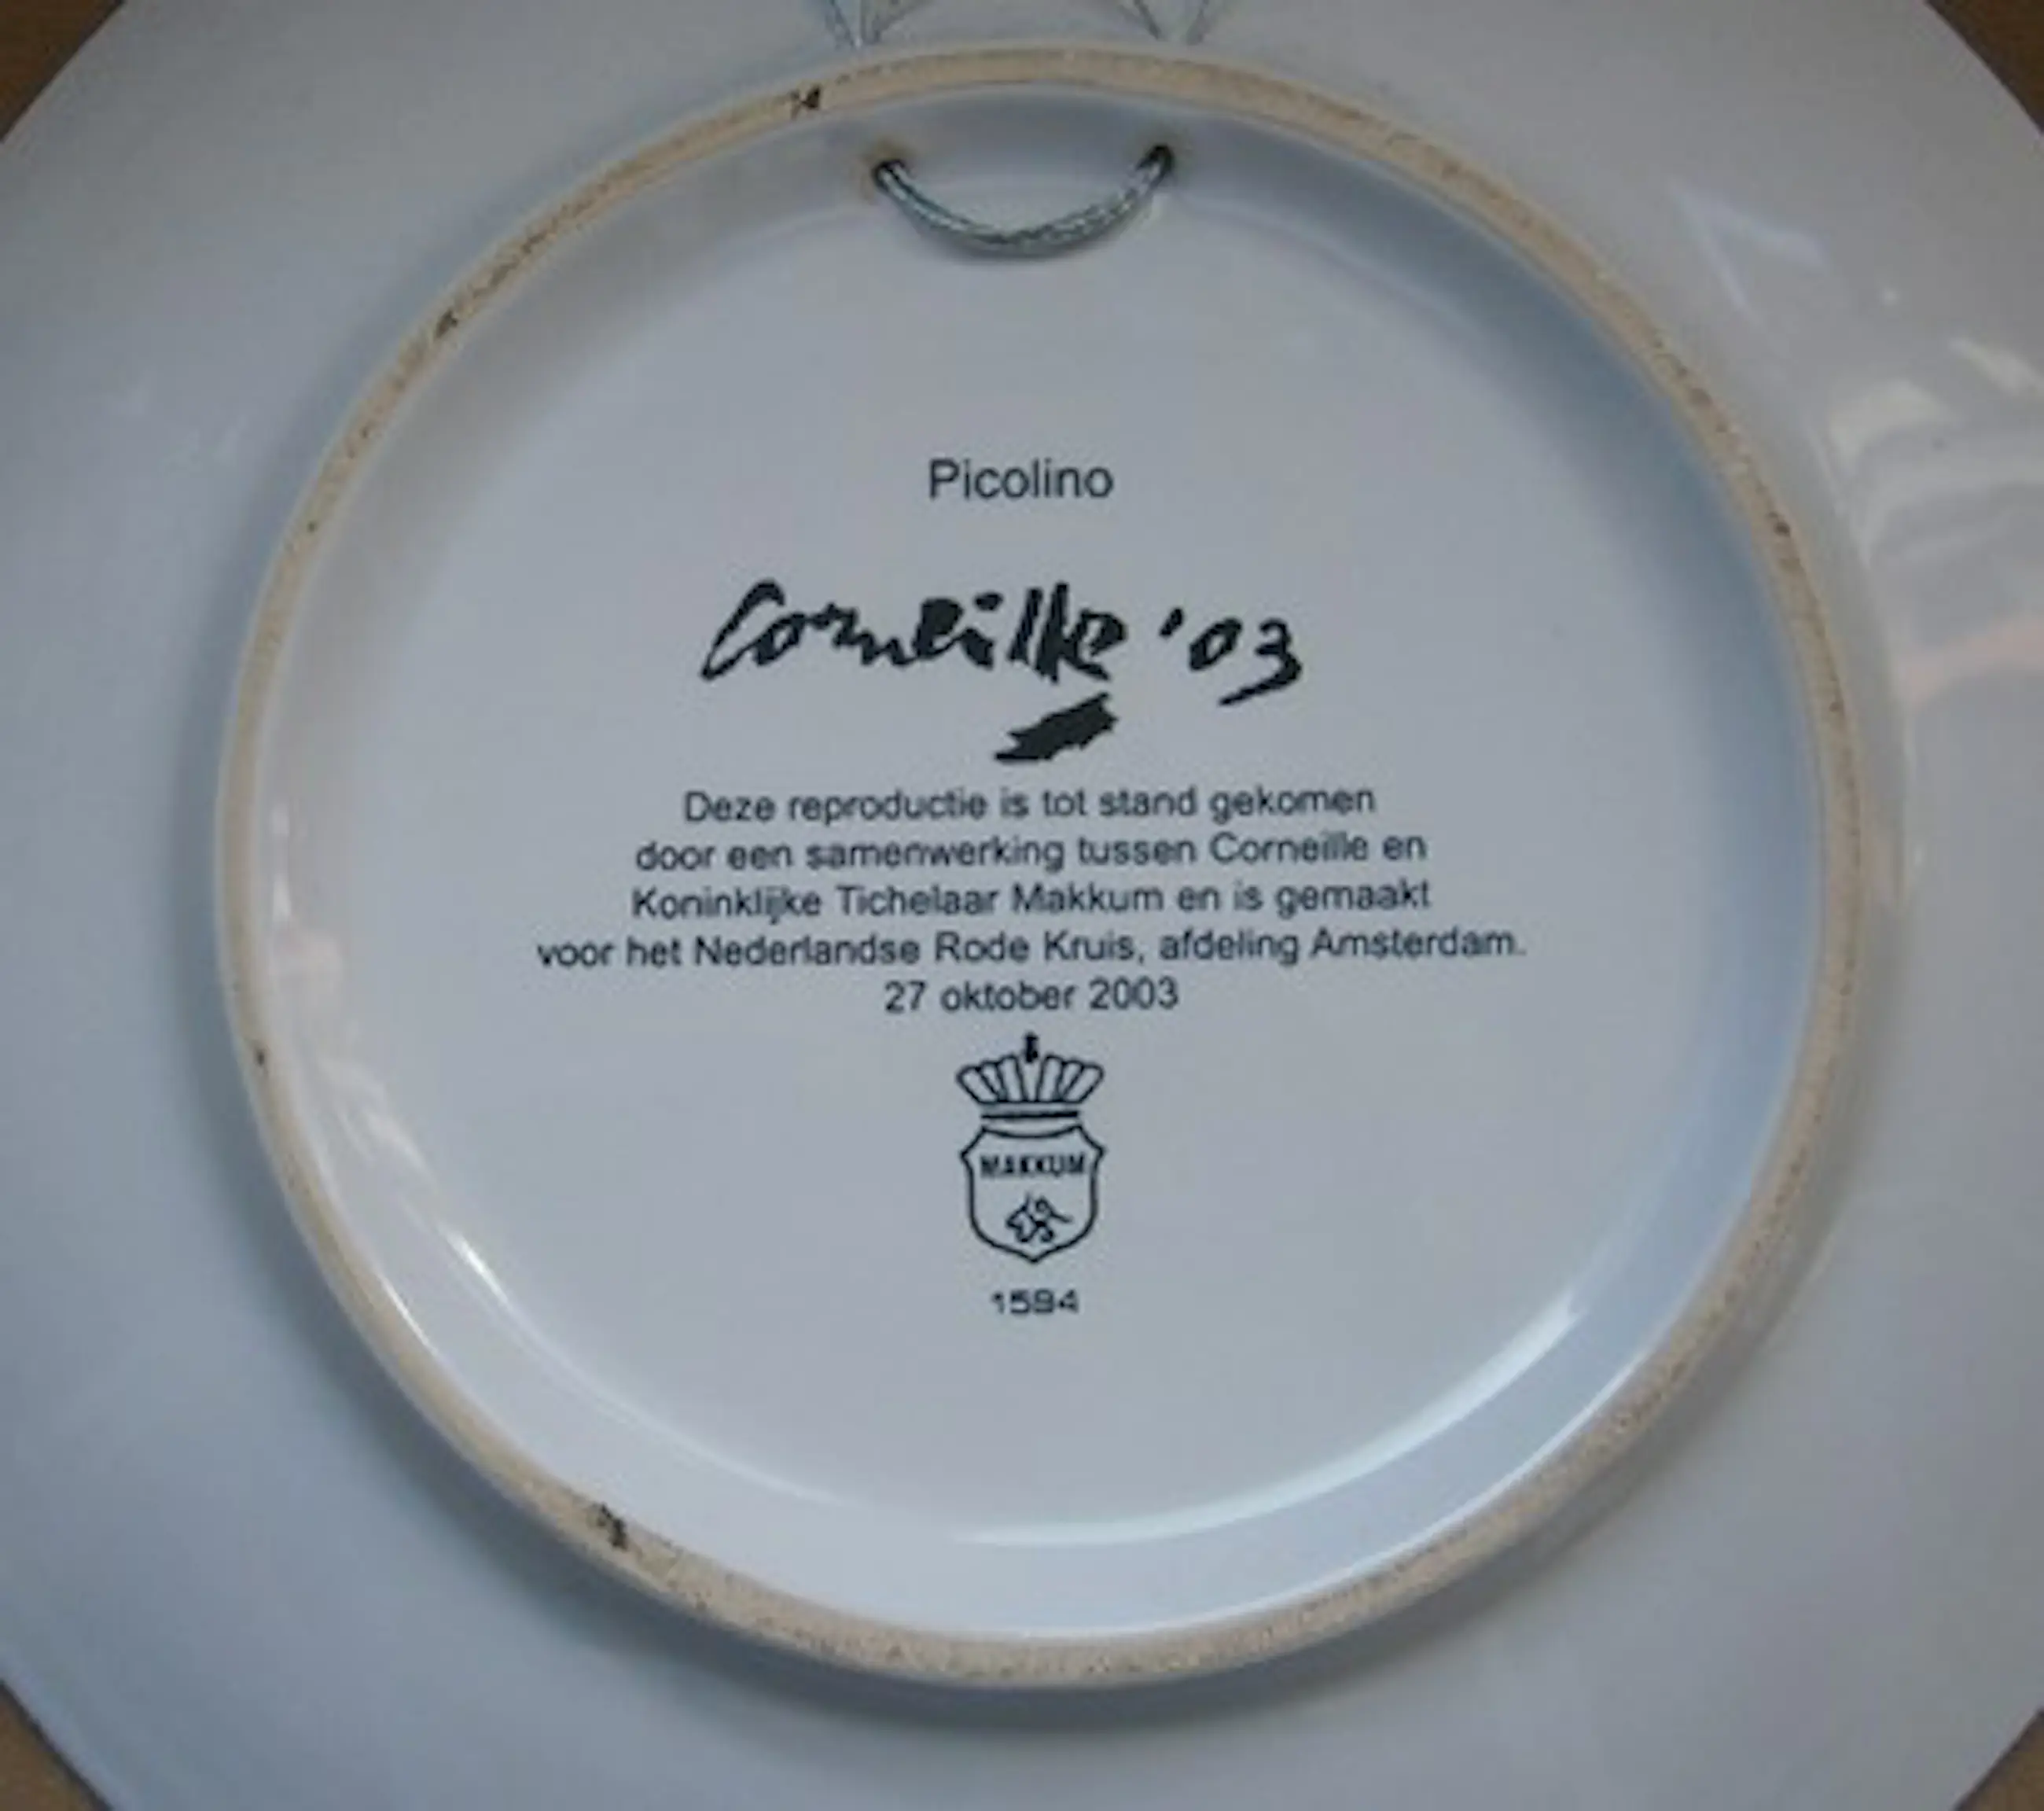 Picolino
Corneille '03
Deze reproductie is tot stand gekomen
door een samenwerking tussen Corneille en
Koninklijke Tichelaar Makkum en is gemaakt
voor het Nederlandse Rode Kruis, afdeling Amsterdam.
27 oktober 2003
MAKKUM
1594